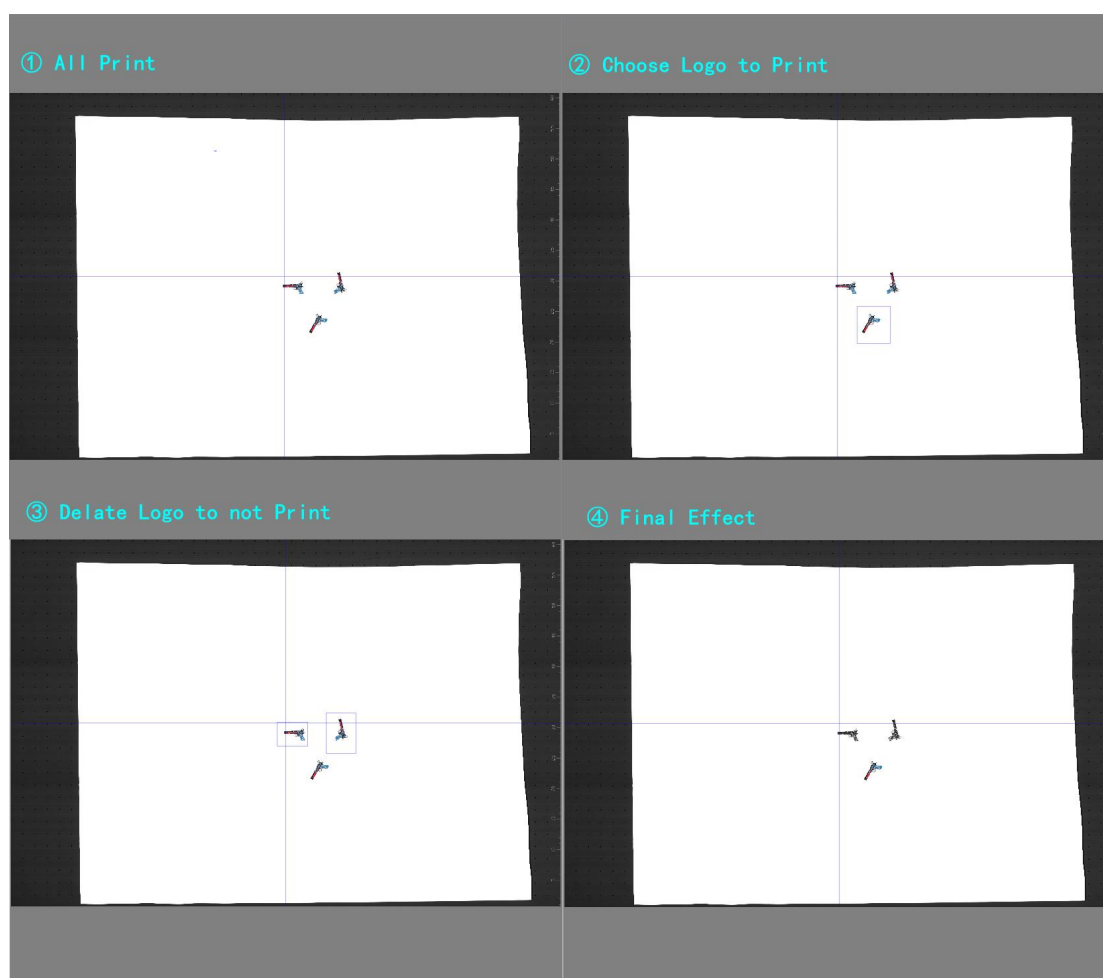 ① All Print
② Choose Logo to Print
③ Delate Logo to not Print
④ Final Effect